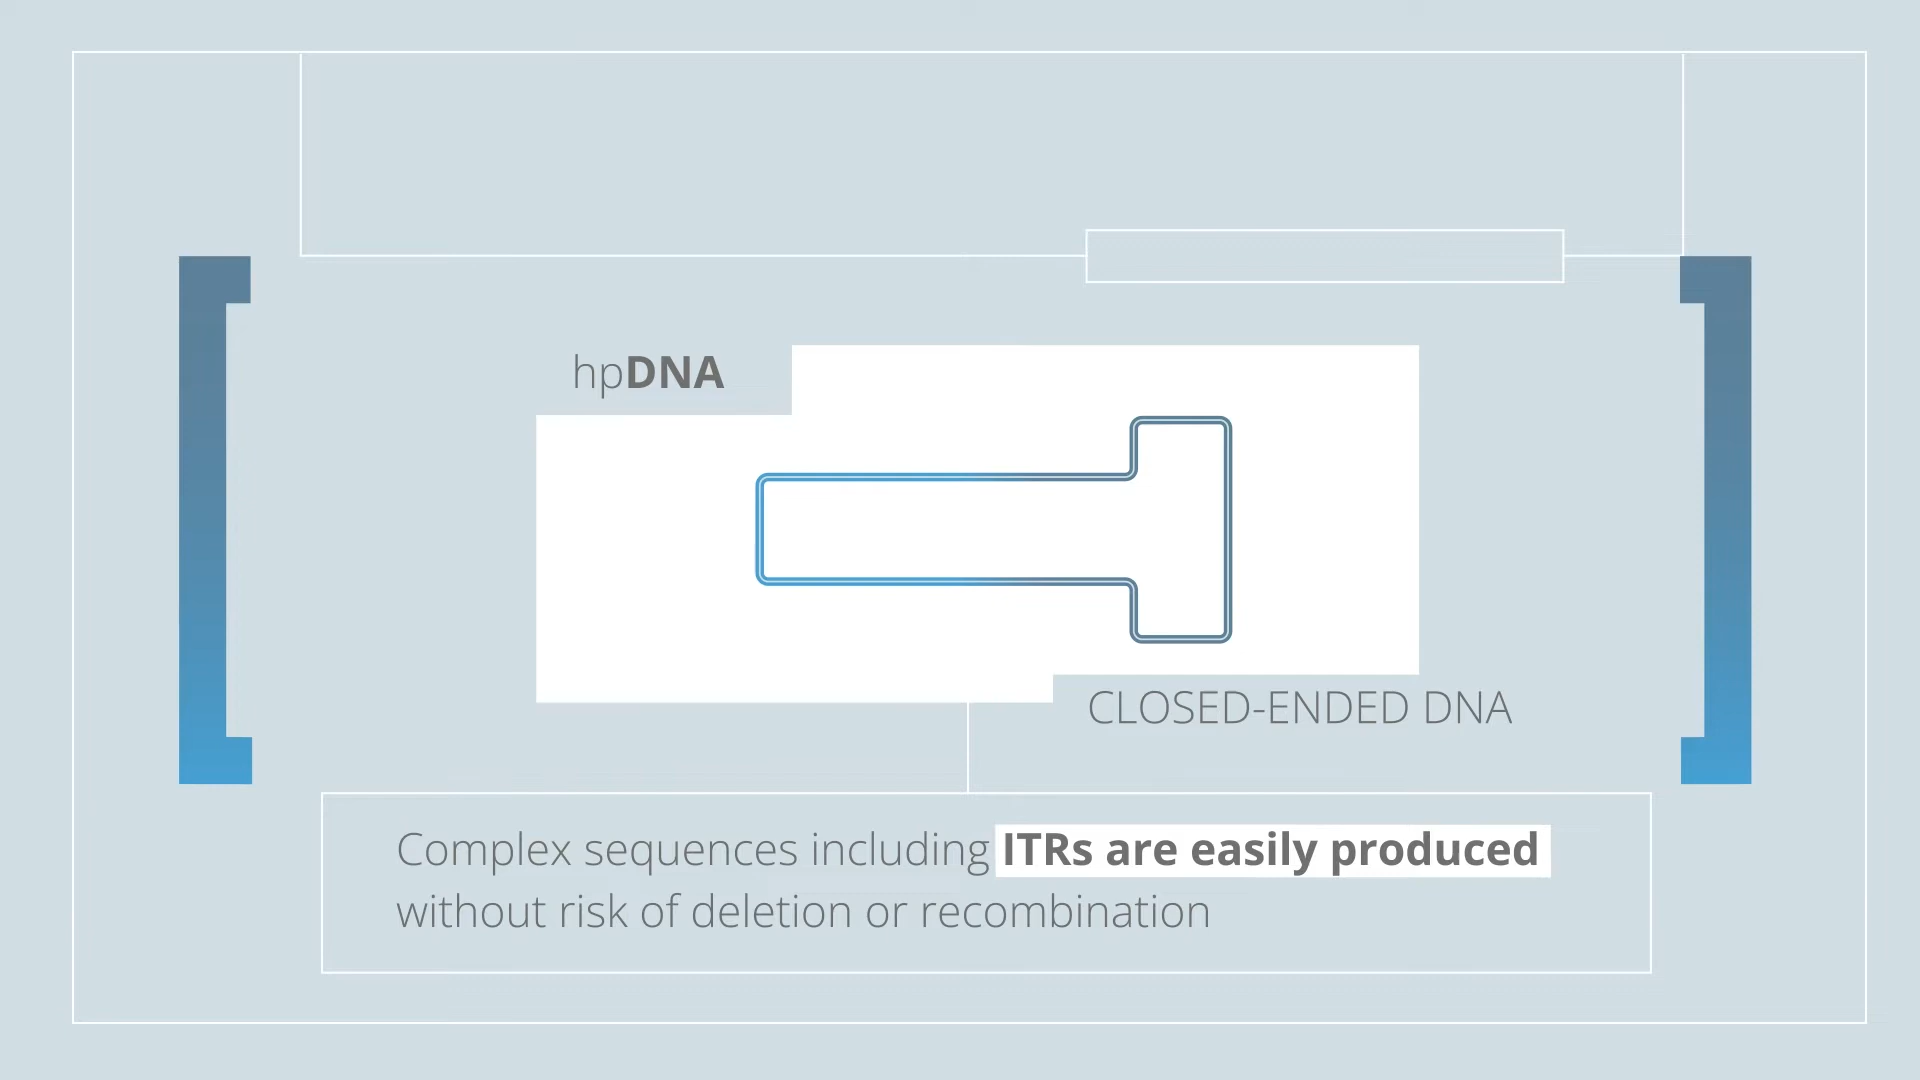 hpDNA
CLOSED-ENDED DNA
Complex sequences including ITRs are easily produced
without risk of deletion or recombination